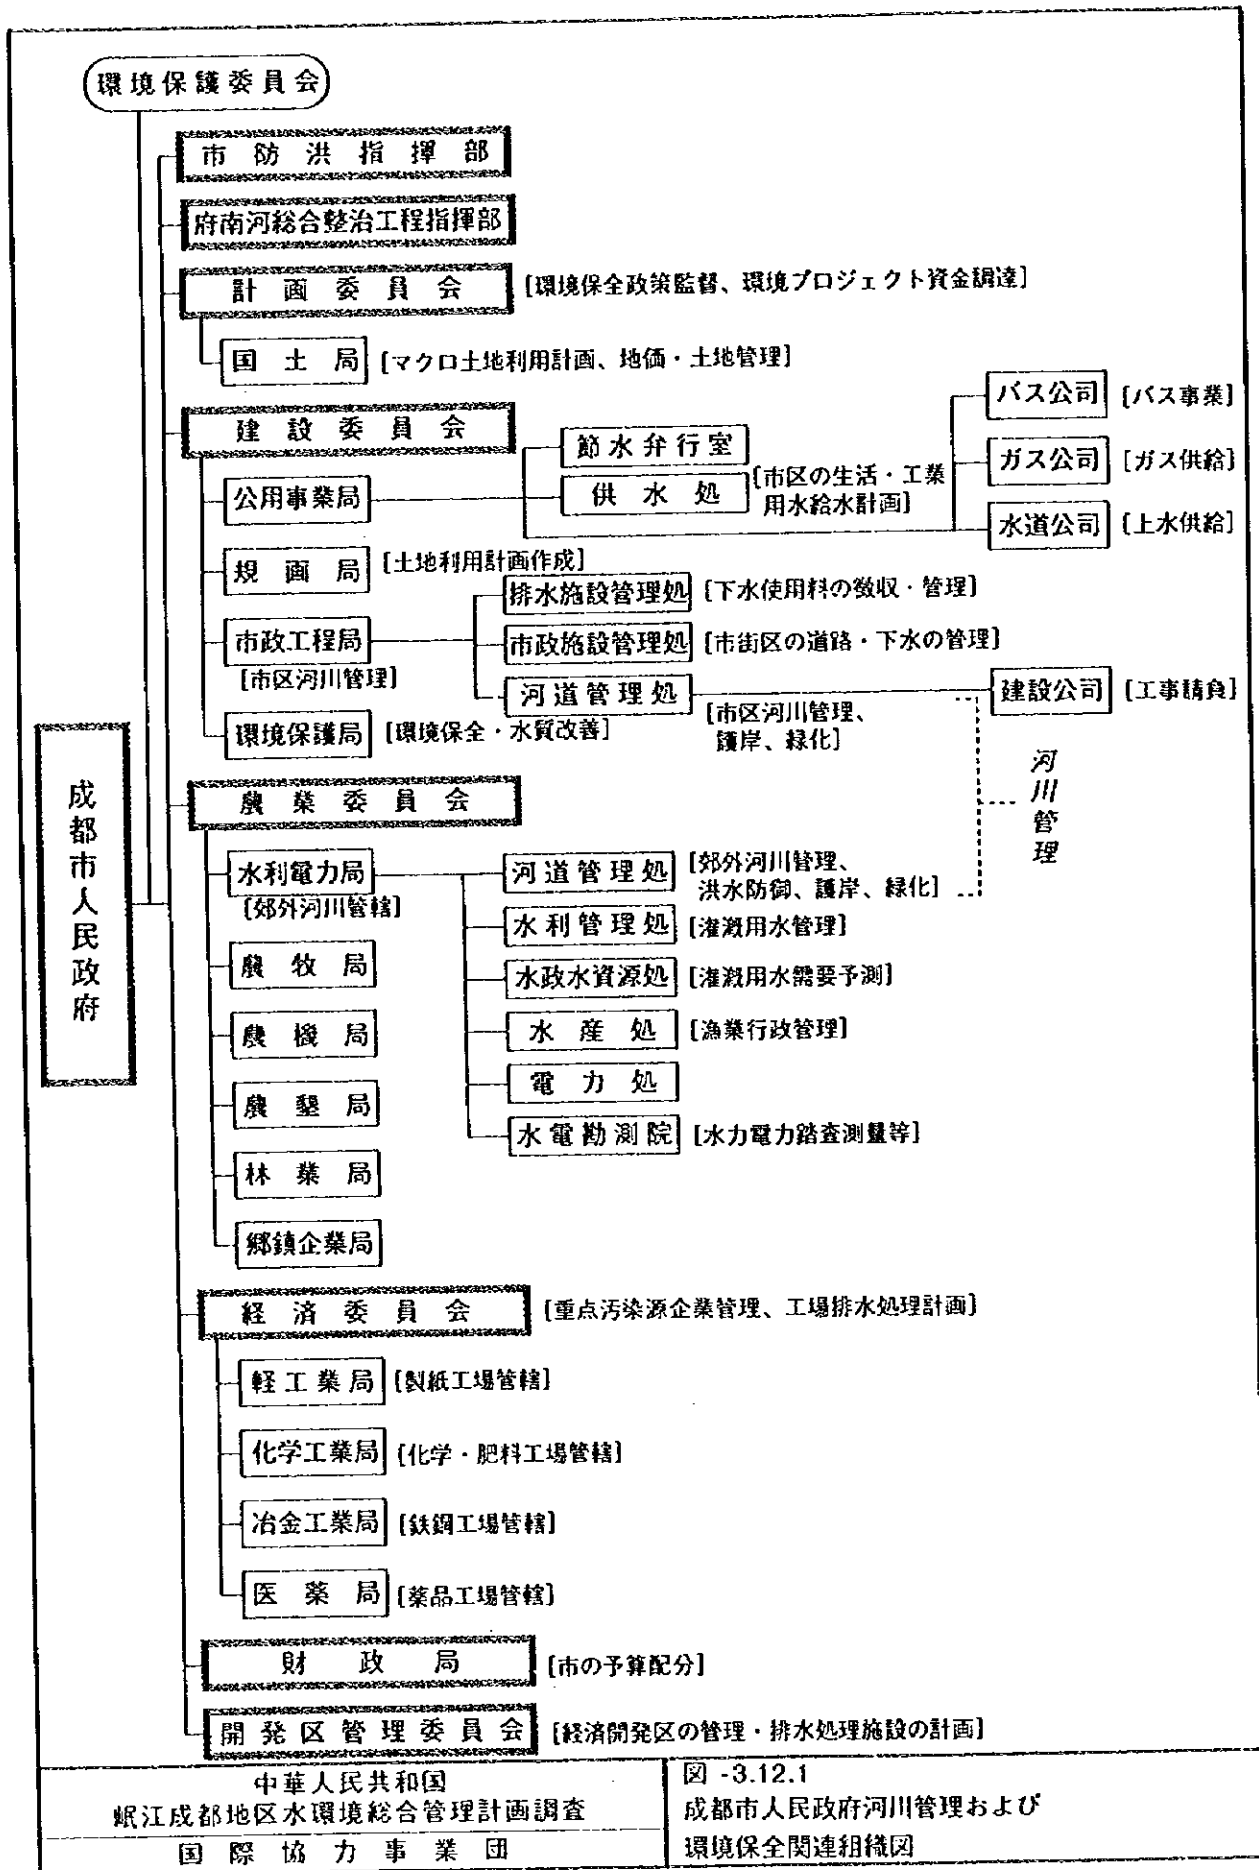 環境保護委員会
市防洪指揮部
府南河総合整治工程指揮部
計画委員会 [環境保全政策監督、環境プロジェクト資金調達]
国土局 [マクロ土地利用計画、地価・土地管理]
建設委員会
公用事業局
節水弁行室
供水処 [市区の生活・工業
用水給水計画]
バス公司 [バス事業]
ガス公司 [ガス供給]
水道公司 [上水供給]
規画局 [土地利用計画作成]
市政工程局
[市区河川管理]
排水施設管理処 [下水使用料の徴収・管理]
市政施設管理処 [市街区の道路・下水の管理]
河道管理処 [市区河川管理、
護岸、緑化]
建設公司 [工事請負]
環境保護局 [環境保全・水質改善]
河川管理
成都市人民政府
農業委員会
水利電力局
[郊外河川管轄]
河道管理処 [郊外河川管理、
洪水防御、護岸、緑化]
水利管理処 [灌漑用水管理]
水政水資源処 [灌漑用水需要予測]
水産処 [漁業行政管理]
電力処
水電勘測院 [水力電力踏査測量等]
農牧局
農機局
農墾局
林業局
郷鎮企業局
経済委員会 [重点汚染源企業管理、工場排水処理計画]
軽工業局 [製紙工場管轄]
化学工業局 [化学・肥料工場管轄]
冶金工業局 [鉄鋼工場管轄]
医薬局 [薬品工場管轄]
財政局 [市の予算配分]
開発区管理委員会 [経済開発区の管理・排水処理施設の計画]
中華人民共和国
岷江成都地区水環境総合管理計画調査
国際協力事業団
図 -3.12.1
成都市人民政府河川管理および
環境保全関連組織図